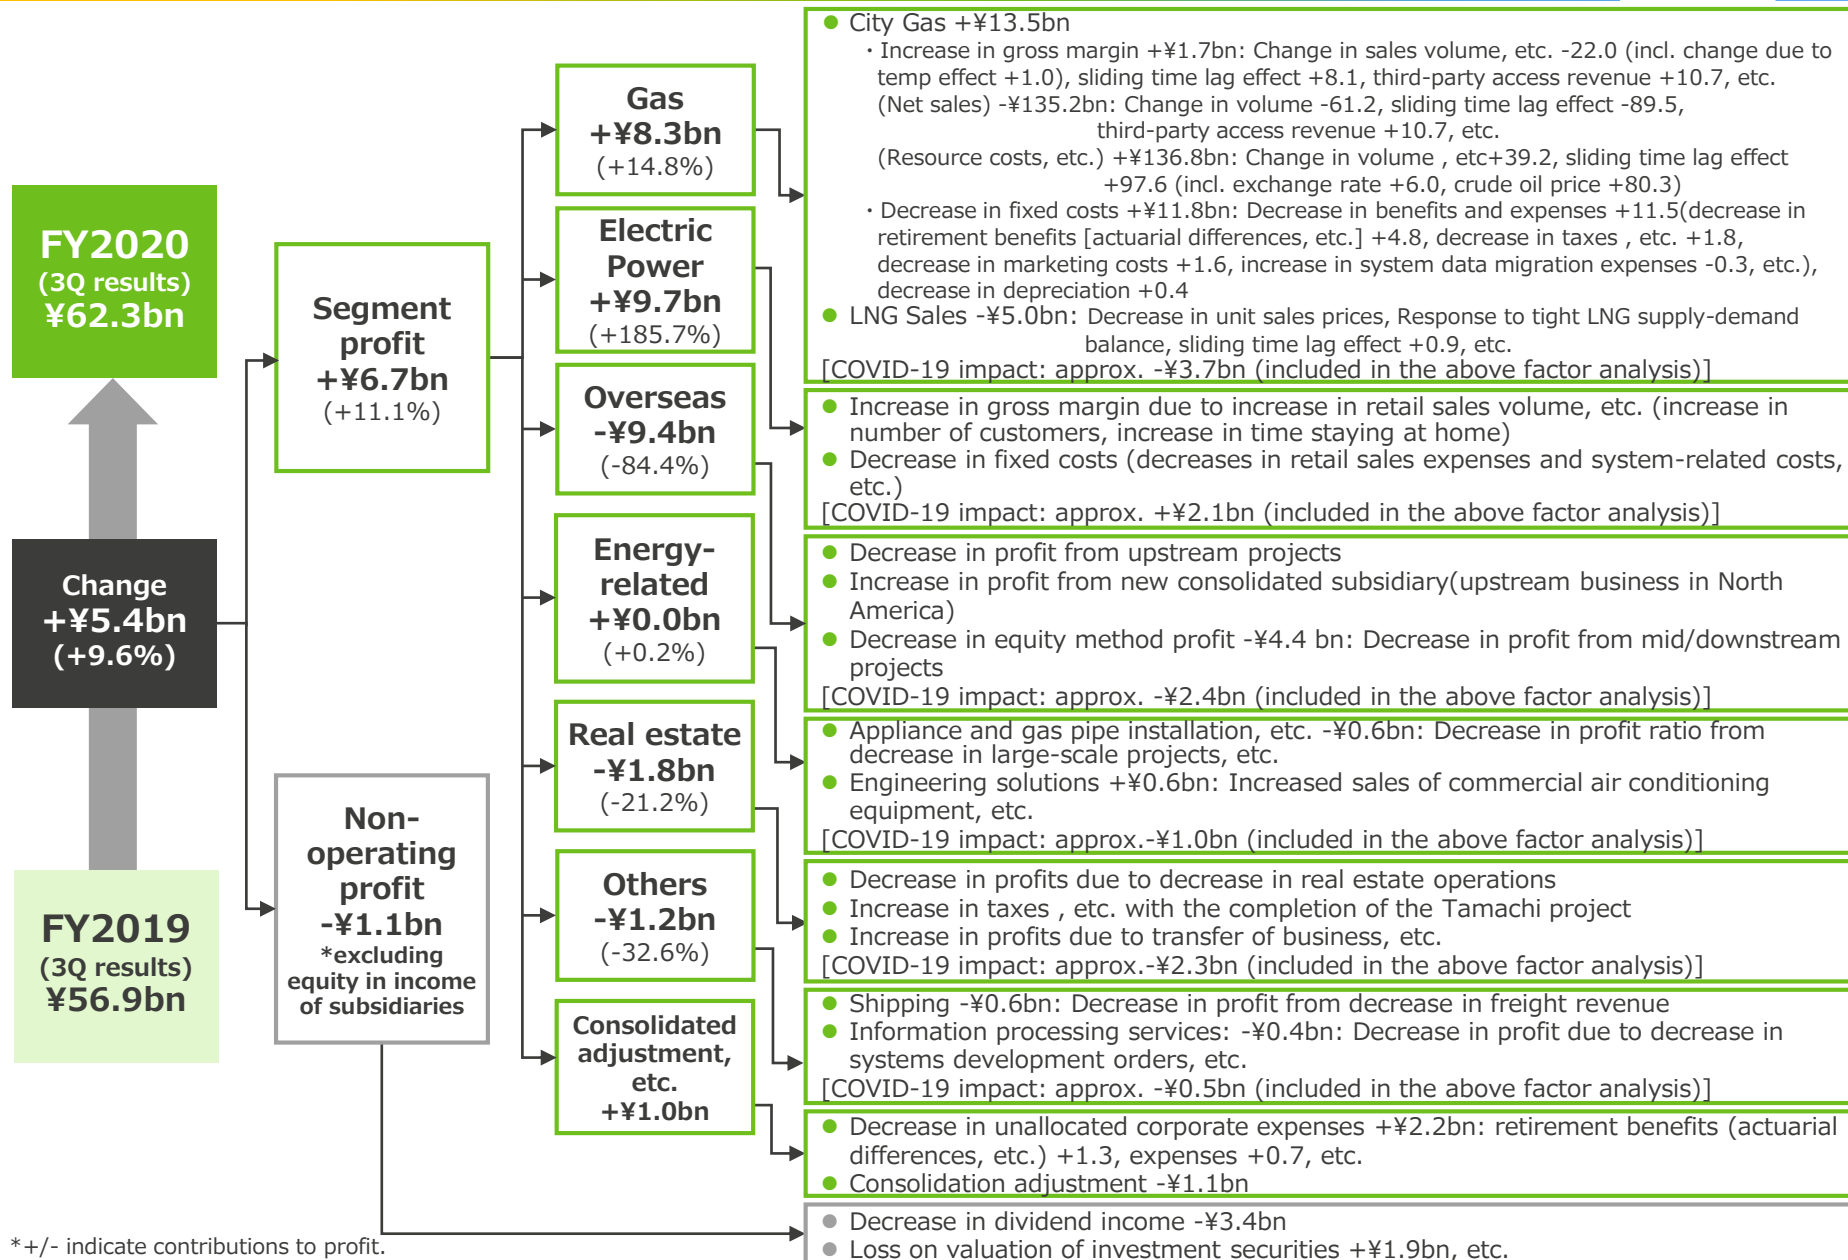 FY2020
(3Q results)
¥62.3bn
Change
+¥5.4bn
(+9.6%)
FY2019
(3Q results)
¥56.9bn
Segment
profit
+¥6.7bn
(+11.1%)
Non-
operating
profit
-¥1.1bn
*excluding
equity in income
of subsidiaries
Gas
+¥8.3bn
(+14.8%)
Electric
Power
+¥9.7bn
(+185.7%)
Overseas
-¥9.4bn
(-84.4%)
Energy-
related
+¥0.0bn
(+0.2%)
Real estate
-¥1.8bn
(-21.2%)
Others
-¥1.2bn
(-32.6%)
Consolidated
adjustment,
etc.
+¥1.0bn
● City Gas +¥13.5bn
・Increase in gross margin +¥1.7bn: Change in sales volume, etc. -22.0 (incl. change due to
temp effect +1.0), sliding time lag effect +8.1, third-party access revenue +10.7, etc.
(Net sales) -¥135.2bn: Change in volume -61.2, sliding time lag effect -89.5,
third-party access revenue +10.7, etc.
(Resource costs, etc.) +¥136.8bn: Change in volume , etc+39.2, sliding time lag effect
+97.6 (incl. exchange rate +6.0, crude oil price +80.3)
・Decrease in fixed costs +¥11.8bn: Decrease in benefits and expenses +11.5(decrease in
retirement benefits [actuarial differences, etc.] +4.8, decrease in taxes , etc. +1.8,
decrease in marketing costs +1.6, increase in system data migration expenses -0.3, etc.),
decrease in depreciation +0.4
● LNG Sales -¥5.0bn: Decrease in unit sales prices, Response to tight LNG supply-demand
balance, sliding time lag effect +0.9, etc.
[COVID-19 impact: approx. -¥3.7bn (included in the above factor analysis)]
● Increase in gross margin due to increase in retail sales volume, etc. (increase in
number of customers, increase in time staying at home)
● Decrease in fixed costs (decreases in retail sales expenses and system-related costs,
etc.)
[COVID-19 impact: approx. +¥2.1bn (included in the above factor analysis)]
● Decrease in profit from upstream projects
● Increase in profit from new consolidated subsidiary(upstream business in North
America)
● Decrease in equity method profit -¥4.4 bn: Decrease in profit from mid/downstream
projects
[COVID-19 impact: approx. -¥2.4bn (included in the above factor analysis)]
● Appliance and gas pipe installation, etc. -¥0.6bn: Decrease in profit ratio from
decrease in large-scale projects, etc.
● Engineering solutions +¥0.6bn: Increased sales of commercial air conditioning
equipment, etc.
[COVID-19 impact: approx.-¥1.0bn (included in the above factor analysis)]
● Decrease in profits due to decrease in real estate operations
● Increase in taxes , etc. with the completion of the Tamachi project
● Increase in profits due to transfer of business, etc.
[COVID-19 impact: approx.-¥2.3bn (included in the above factor analysis)]
● Shipping -¥0.6bn: Decrease in profit from decrease in freight revenue
● Information processing services: -¥0.4bn: Decrease in profit due to decrease in
systems development orders, etc.
[COVID-19 impact: approx. -¥0.5bn (included in the above factor analysis)]
● Decrease in unallocated corporate expenses +¥2.2bn: retirement benefits (actuarial
differences, etc.) +1.3, expenses +0.7, etc.
● Consolidation adjustment -¥1.1bn
● Decrease in dividend income -¥3.4bn
● Loss on valuation of investment securities +¥1.9bn, etc.
*+/- indicate contributions to profit.